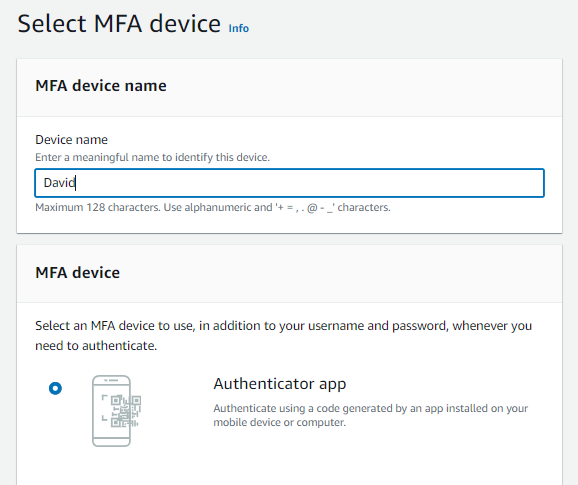 Select MFA device Info
MFA device name
Device name
Enter a meaningful name to identify this device.
David
Maximum 128 characters. Use alphanumeric and '+ = , . @ - _' characters.
MFA device
Select an MFA device to use, in addition to your username and password, whenever you
need to authenticate.
Authenticator app
Authenticate using a code generated by an app installed on your
mobile device or computer.